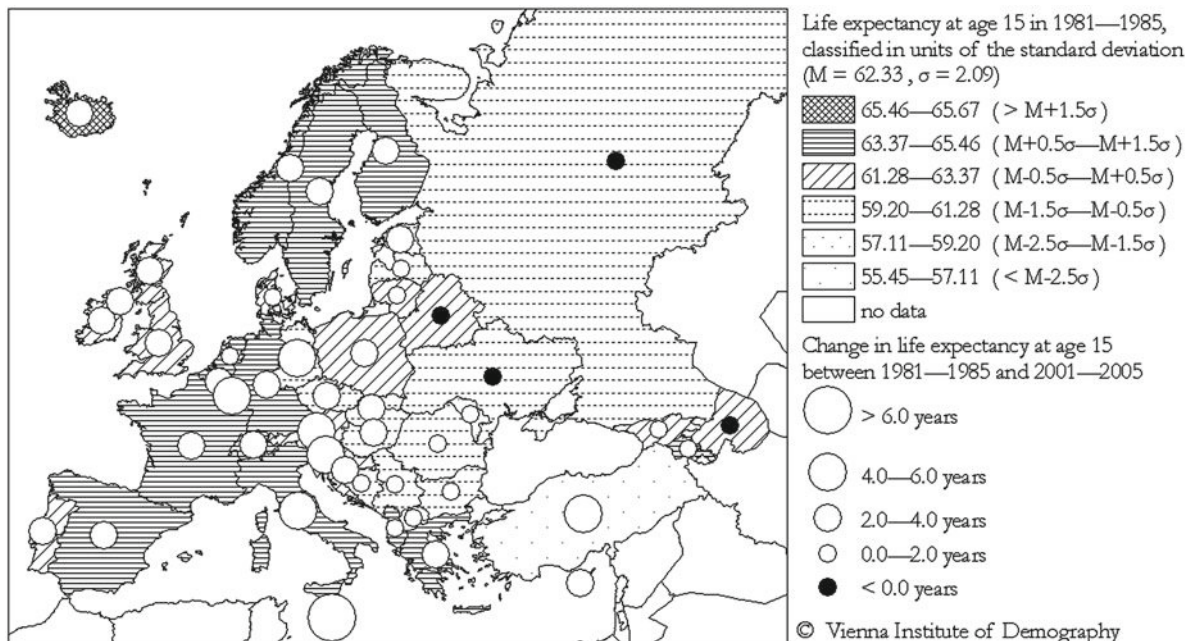 Life expectancy at age 15 in 1981—1985,
classified in units of the standard deviation
(M = 62.33 , σ = 2.09)
65.46—65.67 ( > M+1.5σ)
63.37—65.46 ( M+0.5σ—M+1.5σ)
61.28—63.37 ( M-0.5σ—M+0.5σ)
59.20—61.28 ( M-1.5σ—M-0.5σ)
57.11—59.20 ( M-2.5σ—M-1.5σ)
55.45—57.11 ( < M-2.5σ)
no data
Change in life expectancy at age 15
between 1981—1985 and 2001—2005
> 6.0 years
4.0—6.0 years
2.0—4.0 years
0.0—2.0 years
< 0.0 years
© Vienna Institute of Demography